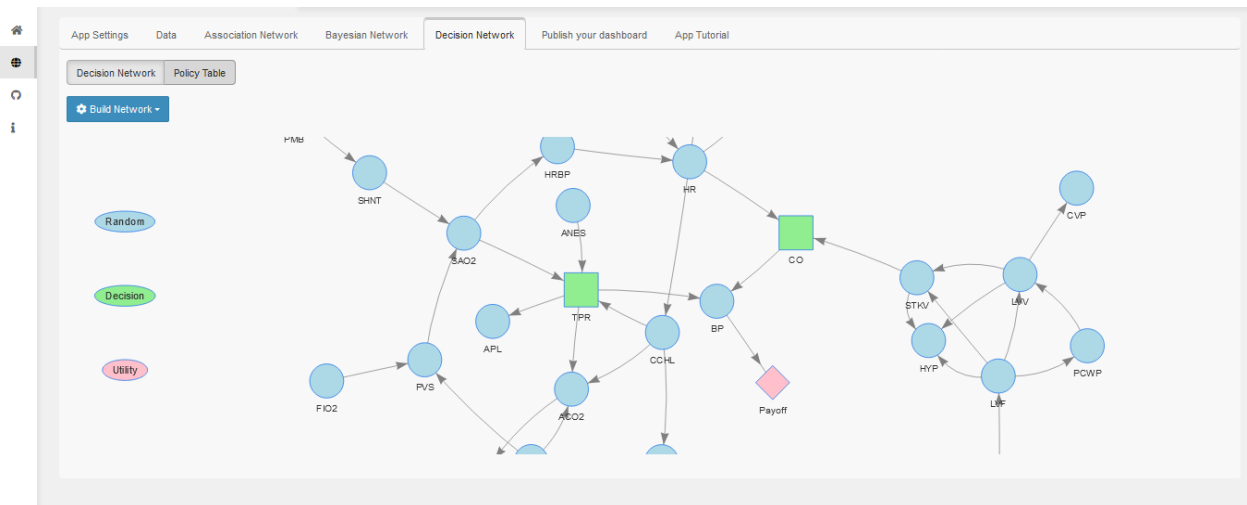 App Settings Data Association Network Bayesian Network Decision Network Publish your dashboard App Tutorial
Decision Network Policy Table
Build Network
PMB
HRBP
HR
SHNT
CVP
Random
ANES
SAO2
CO
Decision
STKV
LVV
TPR
BP
APL
CCHL
HYP
PCWP
Utility
PVS
FIO2
ACO2
Payoff
LVF